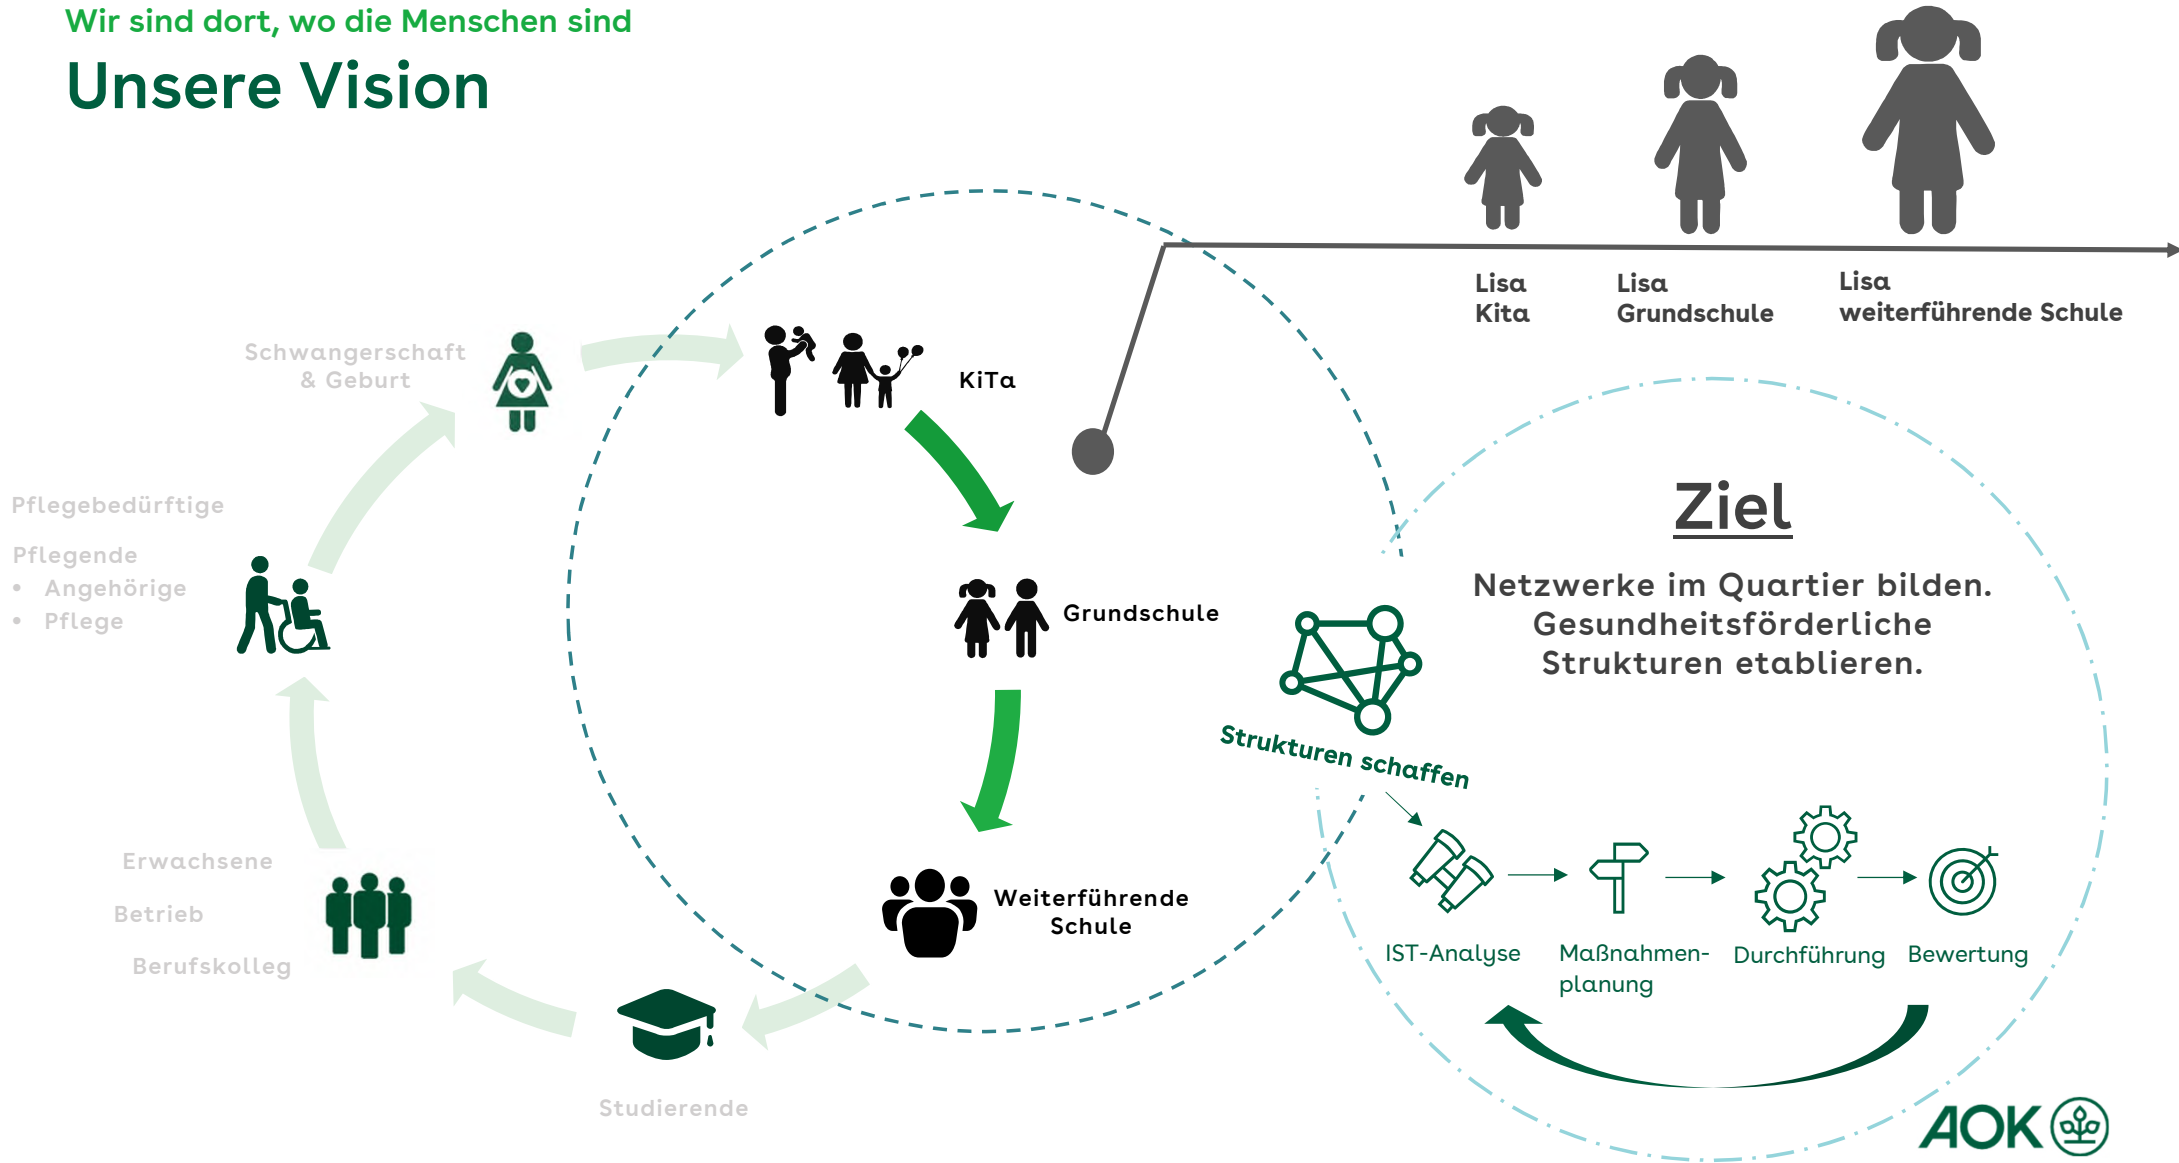 Wir sind dort, wo die Menschen sind
Unsere Vision
Lisa
Kita
Lisa
Grundschule
Lisa
weiterführende Schule
Schwangerschaft
& Geburt
KiTa
Pflegebedürftige
Pflegende
• Angehörige
• Pflege
Grundschule
Ziel
Netzwerke im Quartier bilden.
Gesundheitsförderliche
Strukturen etablieren.
Strukturen schaffen
Erwachsene
Betrieb
Berufskolleg
Weiterführende
Schule
IST-Analyse
Maßnahmen-
planung
Durchführung
Bewertung
Studierende
AOK